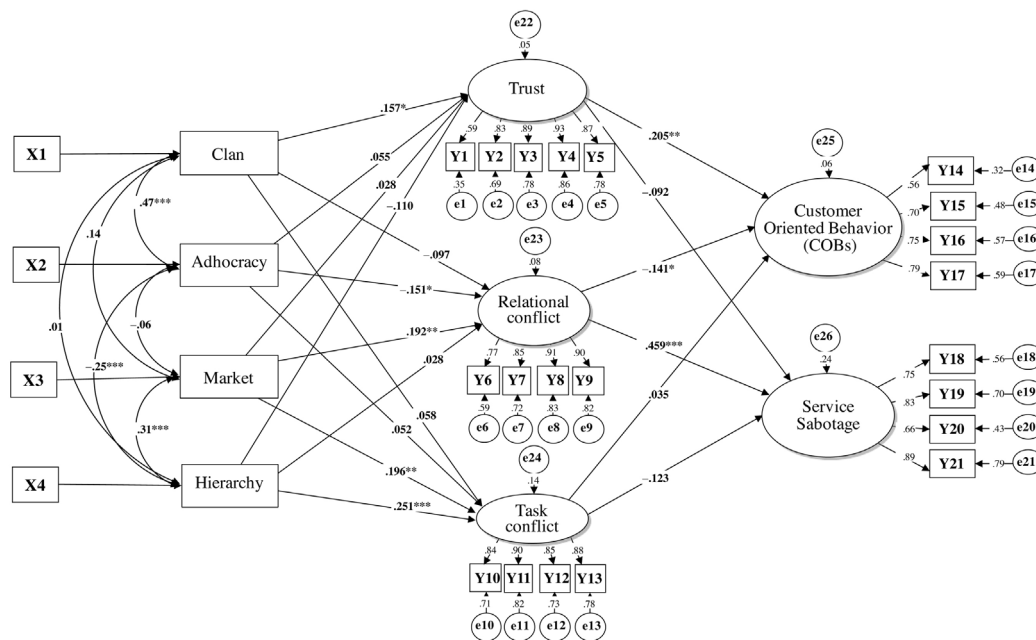 e22
.05
Trust
.59 .83 .89 .93 .87
Y1 Y2 Y3 Y4 Y5
.35 .69 .78 .86 .78
e1 e2 e3 e4 e5
X1
X2
X3
X4
Clan
Adhocracy
Market
Hierarchy
.47***
.14
.01
–.06
–.25***
.31***
.157*
.055
.028
–.110
–.097
–.151*
.192**
.028
.058
.052
.196**
.251***
e23
.08
Relational
conflict
.77 .85 .91 .90
Y6 Y7 Y8 Y9
.59 .72 .83 .82
e6 e7 e8 e9
e24
.14
Task
conflict
.84 .90 .85 .88
Y10 Y11 Y12 Y13
.71 .82 .73 .78
e10 e11 e12 e13
.205**
–.092
–.141*
.459***
.035
–.123
e25
.06
Customer
Oriented Behavior
(COBs)
.56 Y14 .32 e14
.70 Y15 .48 e15
.75 Y16 .57 e16
.79 Y17 .59 e17
e26
.24
Service
Sabotage
.75 Y18 .56 e18
.83 Y19 .70 e19
.66 Y20 .43 e20
.89 Y21 .79 e21